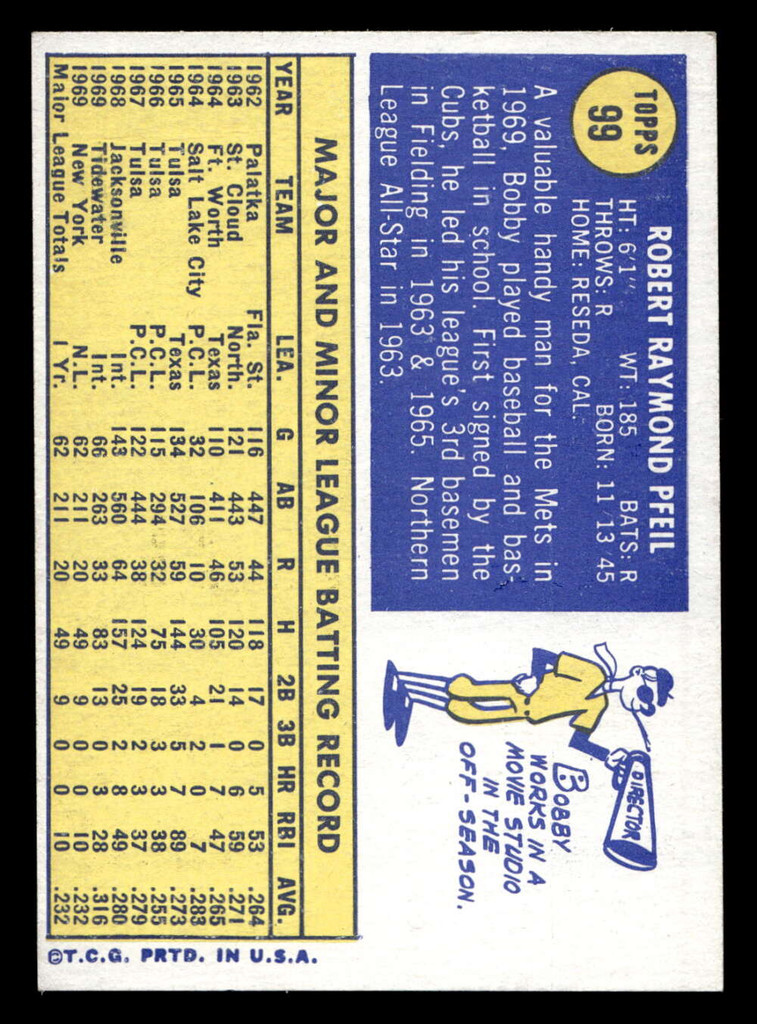 TOPPS
99
ROBERT RAYMOND PFEIL
HT: 6'1" WT: 185 BATS: R
THROWS: R BORN: 11/13/45
HOME: RESEDA, CAL.
A valuable handy man for the Mets in
1969, Bobby played baseball and bas-
ketball in school. First signed by the
Cubs, he led his league's 3rd basemen
in Fielding in 1963 & 1965. Northern
League All-Star in 1963.
DIRECTOR
BOBBY
WORKS IN A
MOVIE STUDIO
IN THE
OFF-SEASON.
MAJOR AND MINOR LEAGUE BATTING RECORD
YEAR TEAM LEA. G AB R H 2B 3B HR RBI AVG.
1962 Palatka Fla. St. 116 447 44 118 17 0 5 53 .264
1963 St. Cloud North. 121 443 53 120 14 0 6 59 .271
1964 Ft. Worth Texas 110 411 46 105 21 1 7 47 .265
1964 Salt Lake City P.C.L. 32 106 10 30 4 2 0 7 .283
1965 Tulsa Texas 134 527 59 144 33 5 7 89 .273
1966 Tulsa P.C.L. 115 294 32 75 18 3 3 38 .255
1967 Tulsa P.C.L. 122 444 38 124 19 2 3 37 .279
1968 Jacksonville Int. 143 560 64 157 25 2 8 49 .280
1969 Tidewater Int. 66 263 33 83 13 0 3 28 .316
1969 New York N.L. 62 211 20 49 9 0 0 10 .232
Major League Totals 1 Yr. 62 211 20 49 9 0 0 10 .232
©T.C.G. PRTD. IN U.S.A.